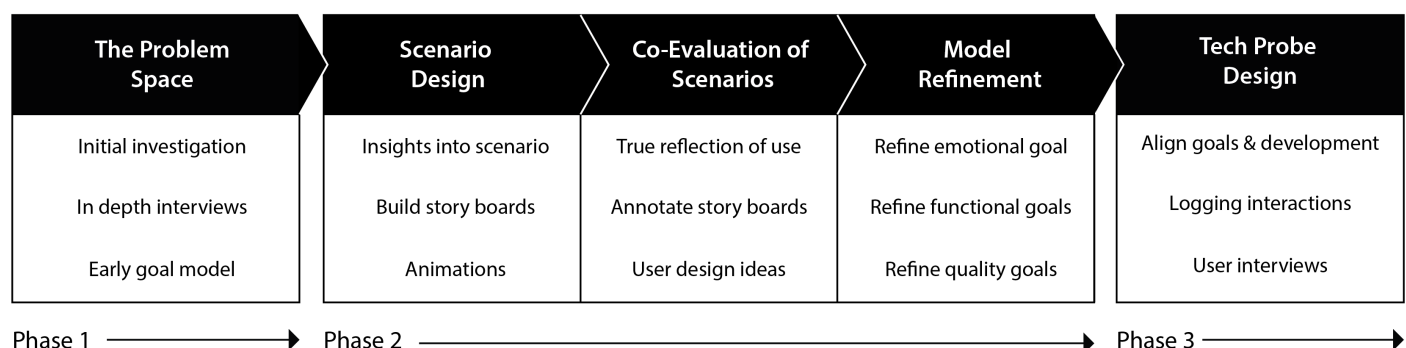 The Problem
Space
Initial investigation
In depth interviews
Early goal model
Scenario
Design
Insights into scenario
Build story boards
Animations
Co-Evaluation of
Scenarios
True reflection of use
Annotate story boards
User design ideas
Model
Refinement
Refine emotional goal
Refine functional goals
Refine quality goals
Tech Probe
Design
Align goals & development
Logging interactions
User interviews
Phase 1
Phase 2
Phase 3